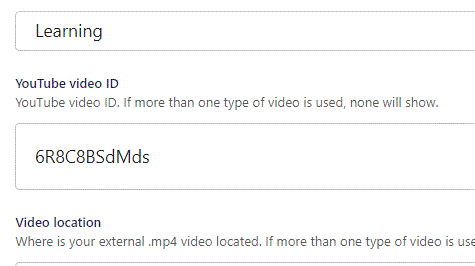 Learning
YouTube video ID
YouTube video ID. If more than one type of video is used, none will show.
6R8C8BSdMds
Video location
Where is your external .mp4 video located. If more than one type of video is use